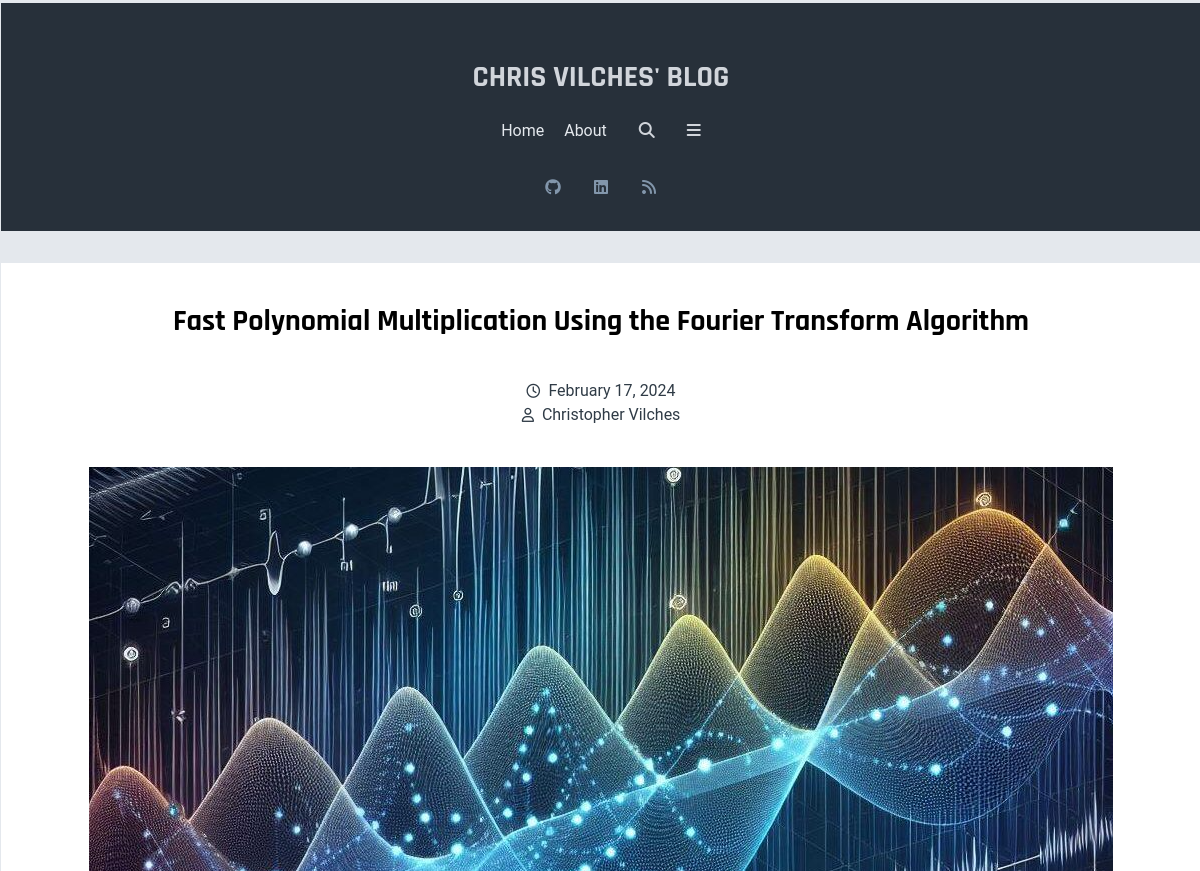 CHRIS VILCHES' BLOG
Home About
Fast Polynomial Multiplication Using the Fourier Transform Algorithm
February 17, 2024
Christopher Vilches